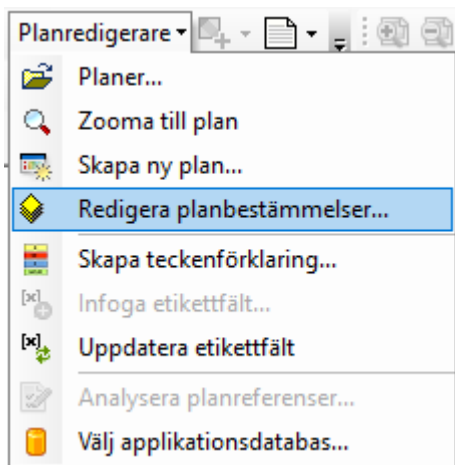 Planredigerare
Planer...
Zooma till plan
Skapa ny plan...
Redigera planbestämmelser...
Skapa teckenförklaring...
Infoga etikettfält...
Uppdatera etikettfält
Analysera planreferenser...
Välj applikationsdatabas...